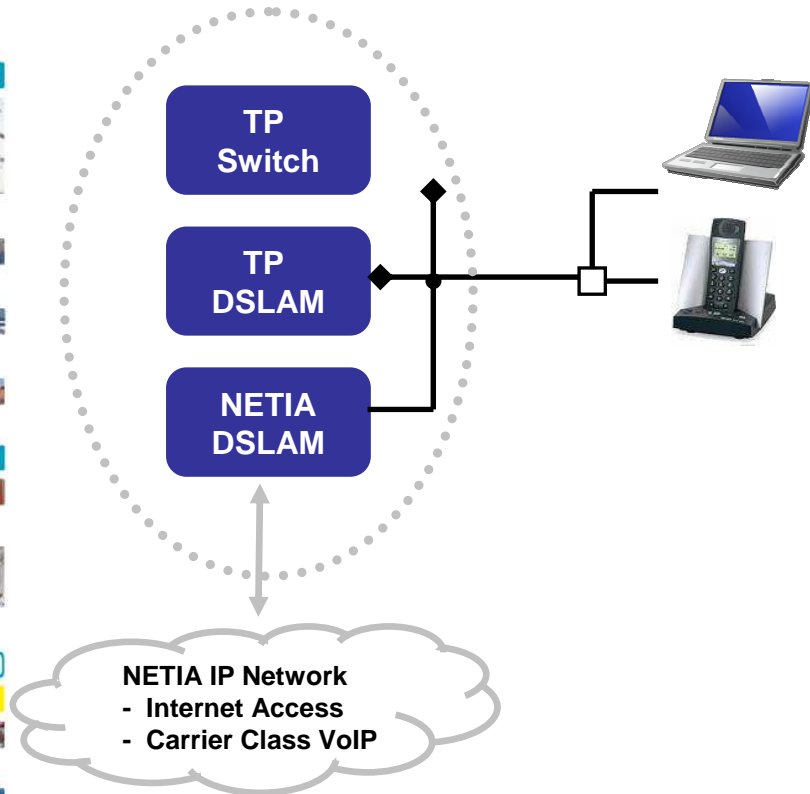 TP
Switch
TP
DSLAM
NETIA
DSLAM
NETIA IP Network
- Internet Access
- Carrier Class VoIP